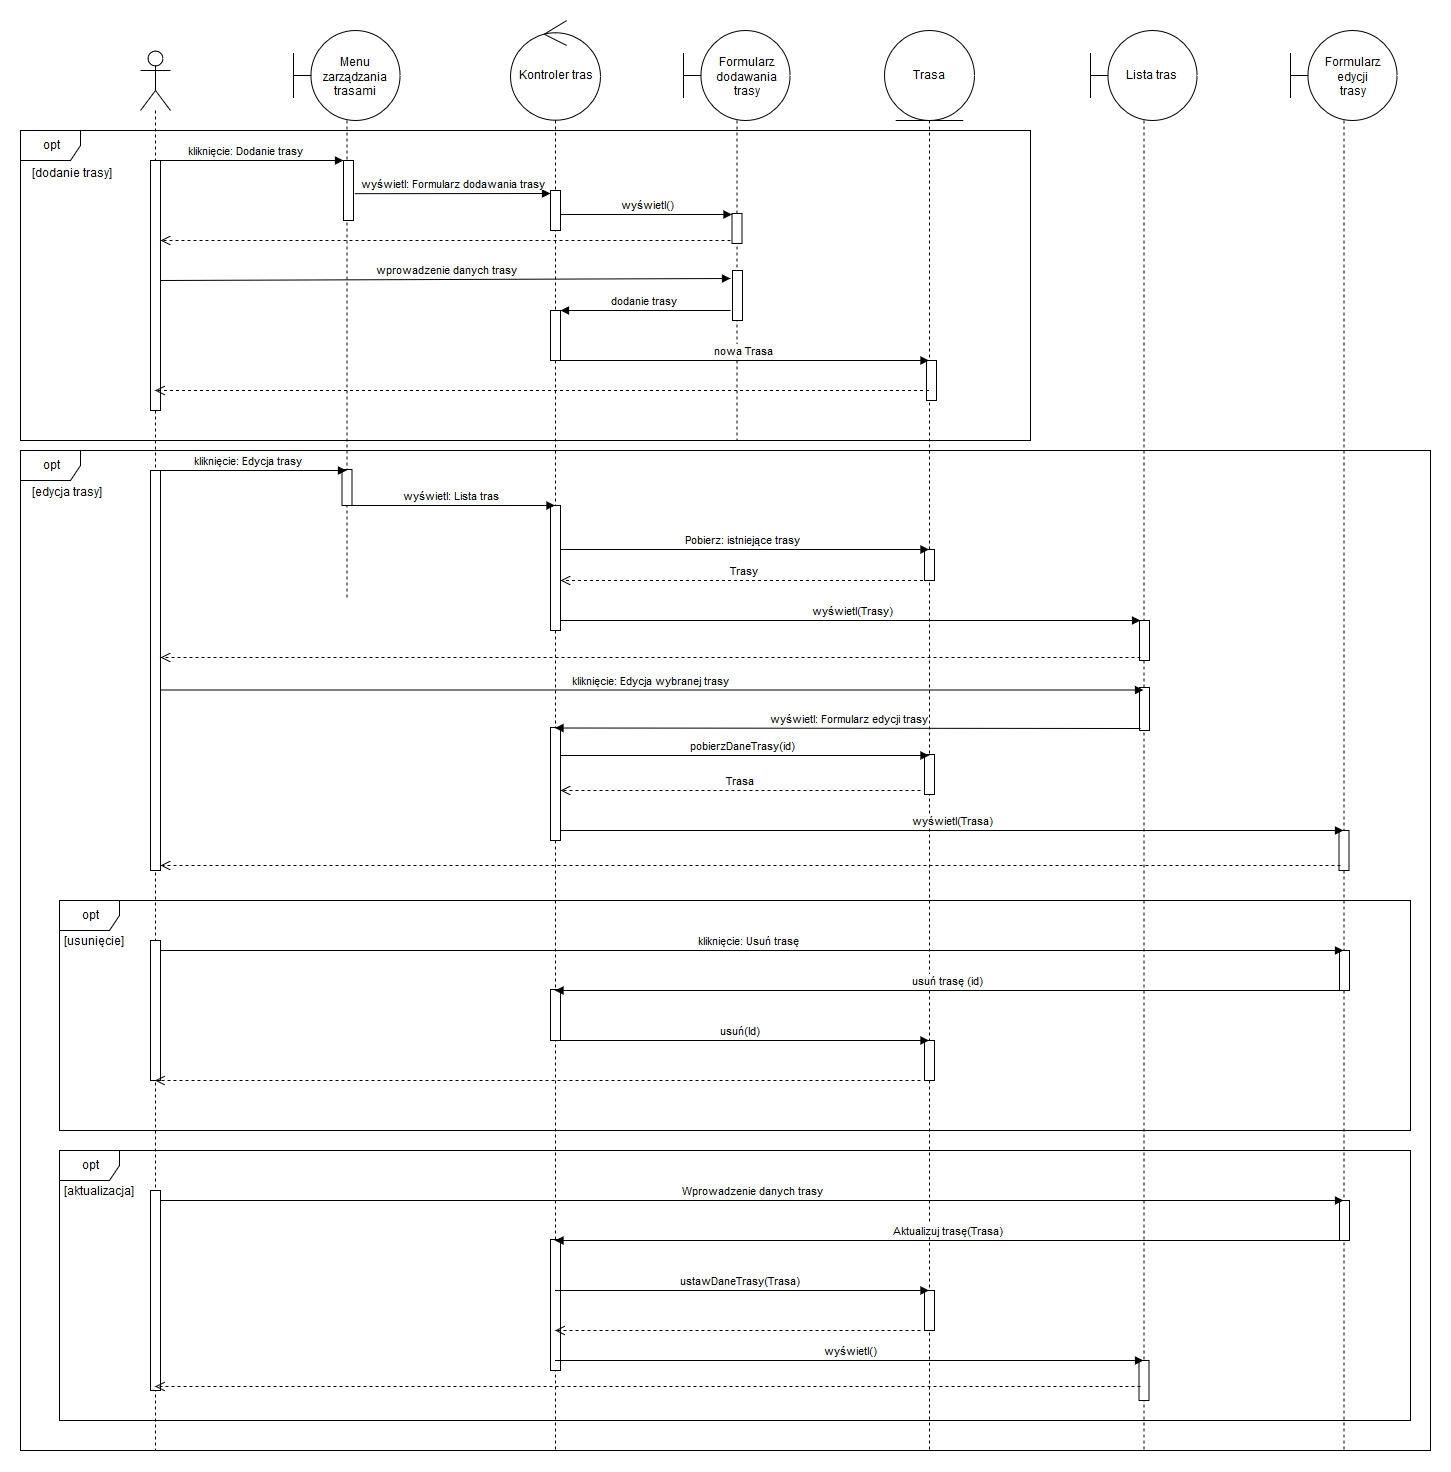 Menu
zarządzania
trasami
Kontroler tras
Formularz
dodawania
trasy
Trasa
Lista tras
Formularz
edycji
trasy
opt
[dodanie trasy]
kliknięcie: Dodanie trasy
wyświetl: Formularz dodawania trasy
wyświetl()
wprowadzenie danych trasy
dodanie trasy
nowa Trasa
opt
[edycja trasy]
kliknięcie: Edycja trasy
wyświetl: Lista tras
Pobierz: istniejące trasy
Trasy
wyświetl(Trasy)
kliknięcie: Edycja wybranej trasy
wyświetl: Formularz edycji trasy
pobierzDaneTrasy(id)
Trasa
wyświetl(Trasa)
opt
[usunięcie]
kliknięcie: Usuń trasę
usuń trasę (id)
usuń(Id)
opt
[aktualizacja]
Wprowadzenie danych trasy
Aktualizuj trasę(Trasa)
ustawDaneTrasy(Trasa)
wyświetl()